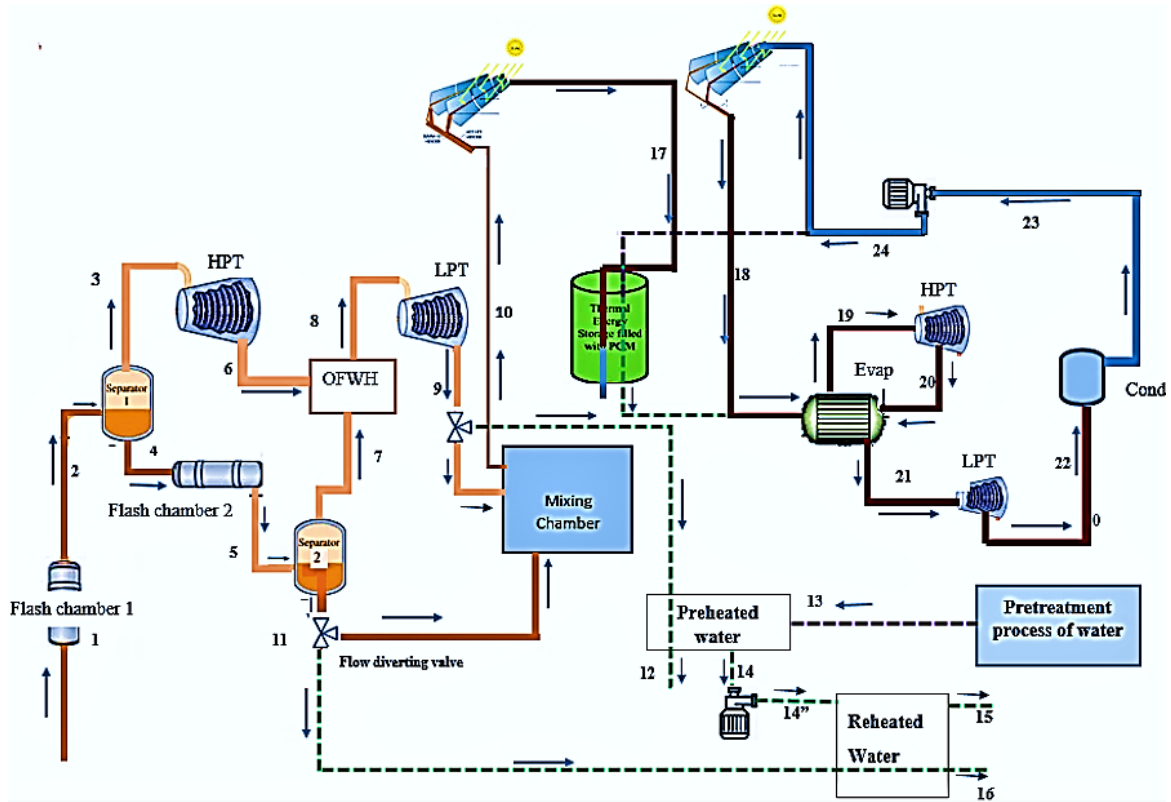 17
23
24
3
HPT
LPT
8
10
18
HPT
19
Thermal
Energy
Storage filled
with PCM
6
OFWH
9
Evap
20
Cond
Separator
1
2
4
7
Flash chamber 2
Mixing
Chamber
21
LPT
22
0
5
Separator
2
Flash chamber 1
1
11
Flow diverting valve
Preheated
water
13
Pretreatment
process of water
12
14
14”
Reheated
Water
15
16